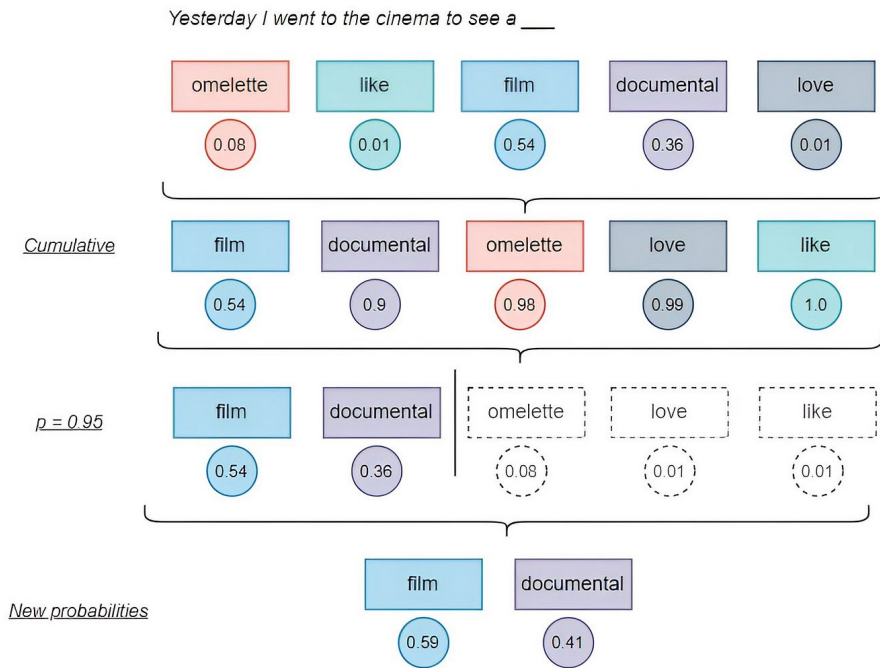 Yesterday I went to the cinema to see a ___
omelette like film documental love
0.08 0.01 0.54 0.36 0.01
Cumulative film documental omelette love like
0.54 0.9 0.98 0.99 1.0
p = 0.95 film documental omelette love like
0.54 0.36 0.08 0.01 0.01
film documental
New probabilities
0.59 0.41